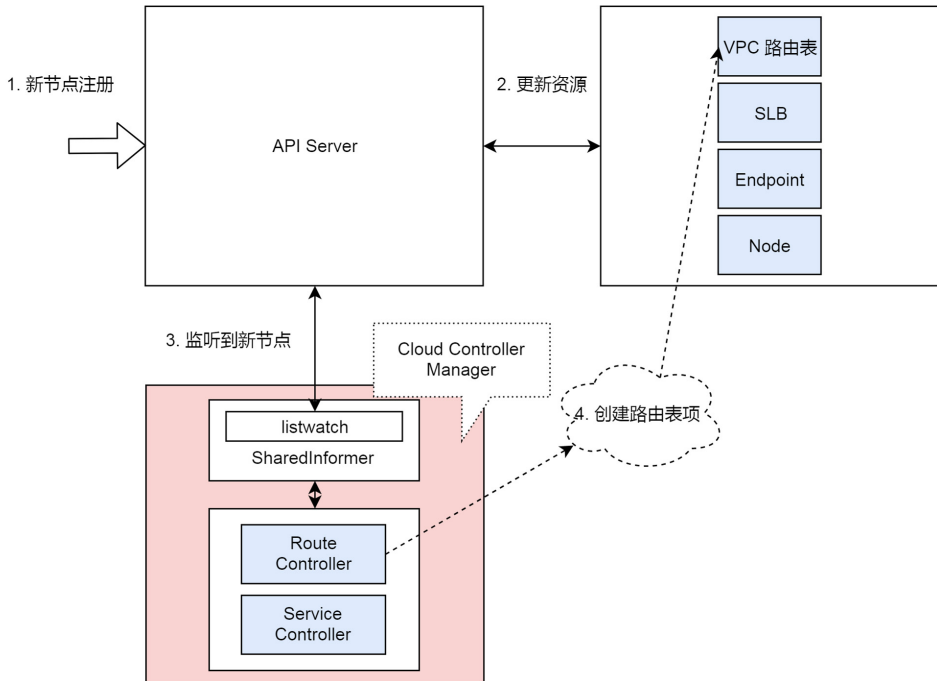 1. 新节点注册
API Server
2. 更新资源
VPC 路由表
SLB
Endpoint
Node
3. 监听到新节点
Cloud Controller
Manager
listwatch
SharedInformer
4. 创建路由表项
Route
Controller
Service
Controller